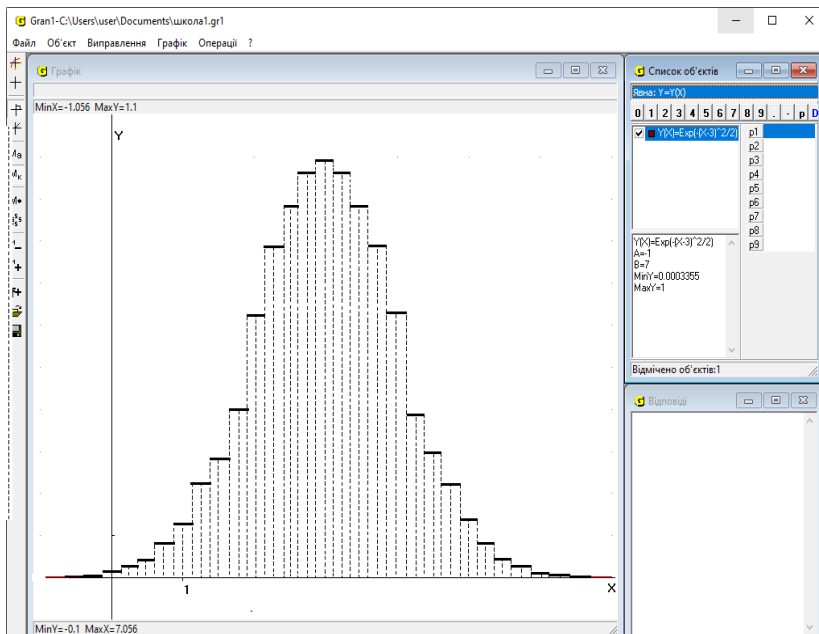 Gran1-C:\Users\user\Documents\школа1.gr1
Файл Об'єкт Виправлення Графік Операції ?
Графік
MinX=-1.056 MaxY=1.1
Y
1
X
MinY=-0.1 MaxX=7.056
Список об'єктів
Явна: Y=Y(X)
0 1 2 3 4 5 6 7 8 9 . - p D
Y(X)=Exp(-(X-3)^2/2)
p1
p2
p3
p4
p5
p6
p7
p8
p9
Y(X)=Exp(-(X-3)^2/2)
A=-1
B=7
MinY=0.0003355
MaxY=1
Відмічено об'єктів:1
Відповіді